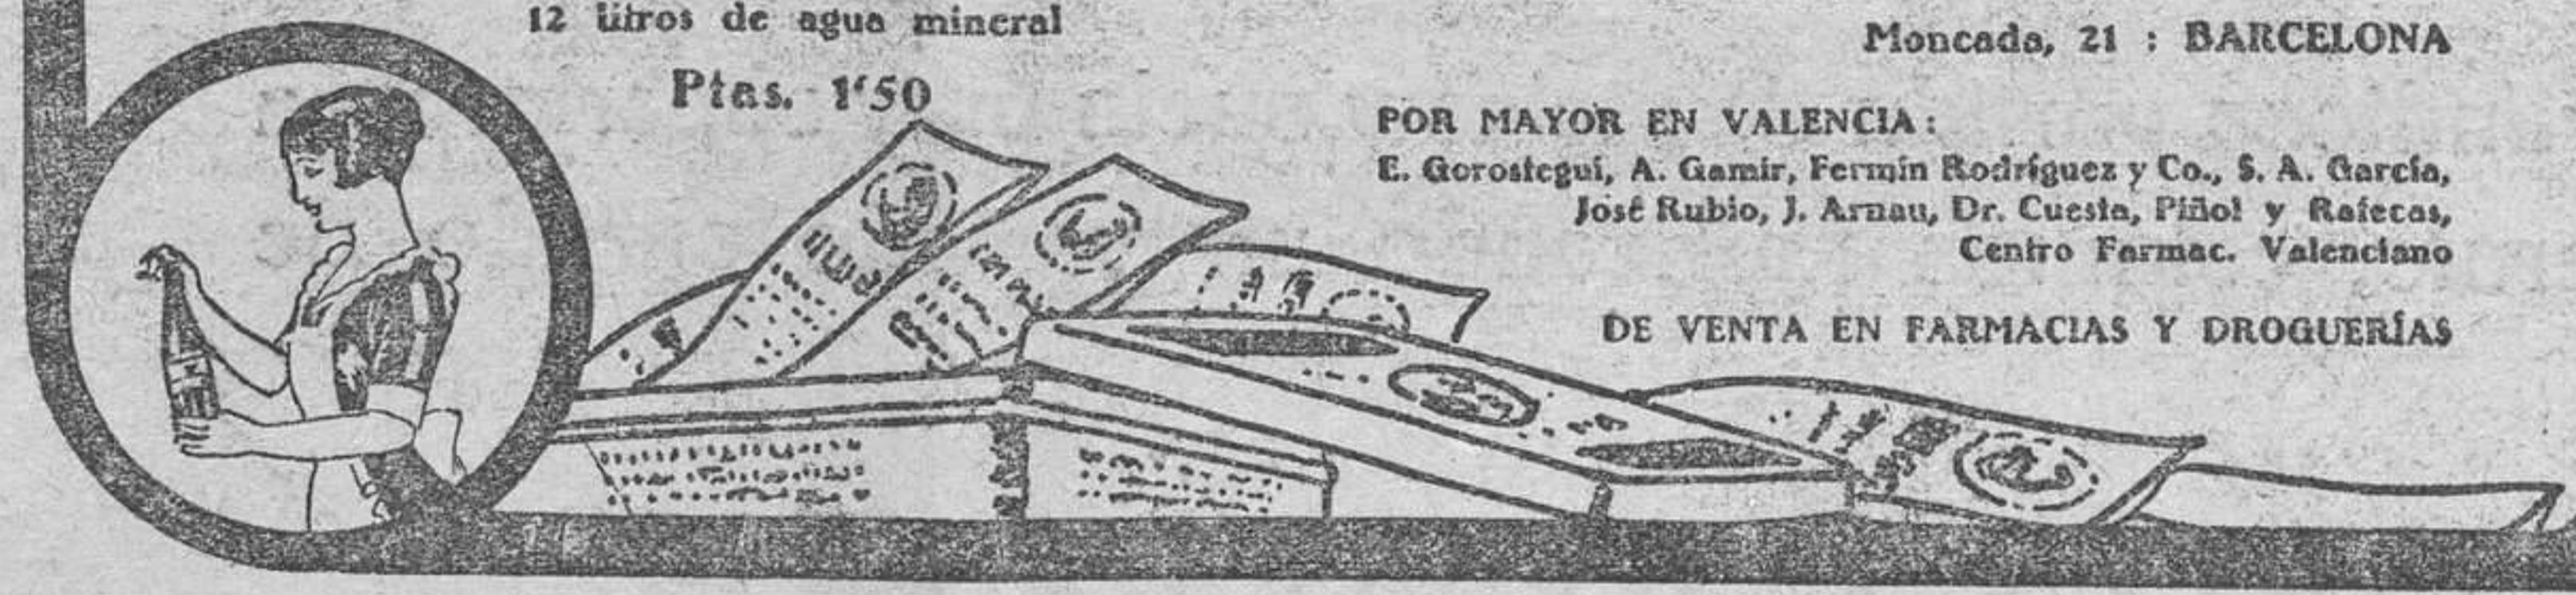 12 litros de agua mineral
Ptas. 1'50
Moncada, 21 : BARCELONA
POR MAYOR EN VALENCIA :
E. Gorostegui, A. Gamir, Fermín Rodríguez y Co., S. A. García,
José Rubio, J. Arnau, Dr. Cuesta, Piñol y Rafecas,
Centro Farmac. Valenciano
DE VENTA EN FARMACIAS Y DROGUERÍAS